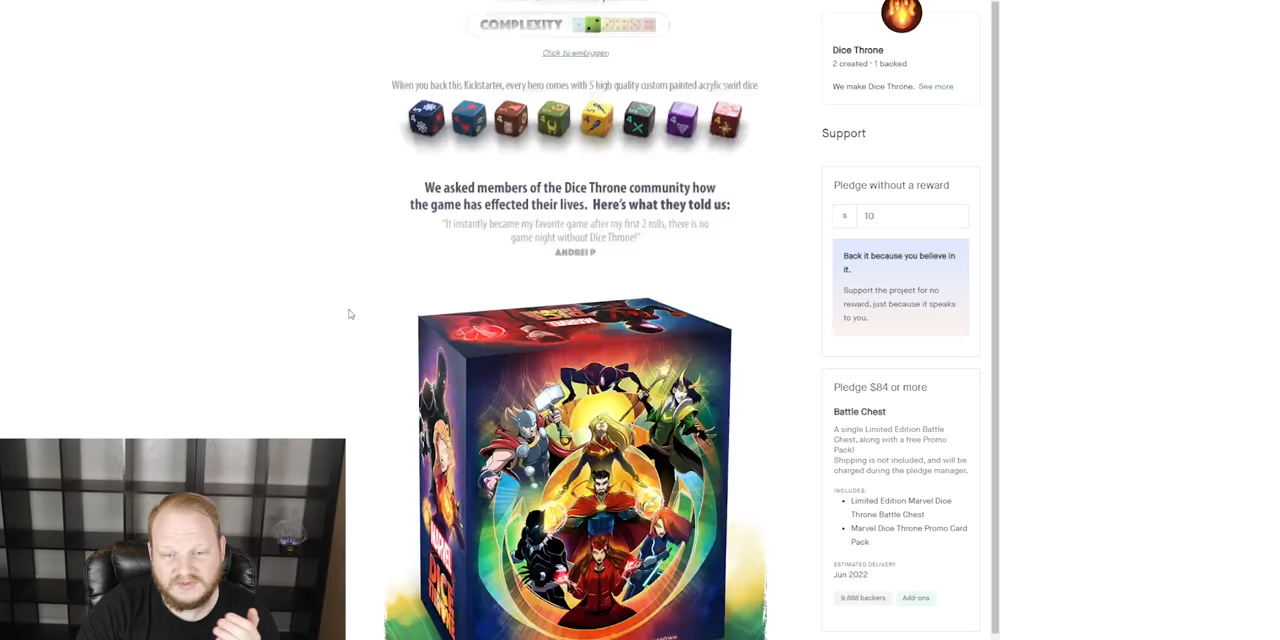 COMPLEXITY
Click to embiggen
When you back this Kickstarter, every hero comes with 5 high quality custom painted acrylic swirl dice
We asked members of the Dice Throne community how
the game has effected their lives. Here's what they told us:
"It instantly became my favorite game after my first 2 rolls, there is no
game night without Dice Throne!"
ANDREI P
Dice Throne
2 created · 1 backed
We make Dice Throne. See more
Support
Pledge without a reward
$ 10
Back it because you believe in
it.
Support the project for no
reward, just because it speaks
to you.
Pledge $84 or more
Battle Chest
A single Limited Edition Battle
Chest, along with a free Promo
Pack!
Shipping is not included, and will be
charged during the pledge manager.
INCLUDES:
• Limited Edition Marvel Dice
Throne Battle Chest
• Marvel Dice Throne Promo Card
Pack
ESTIMATED DELIVERY
Jun 2022
9,888 backers Add-ons